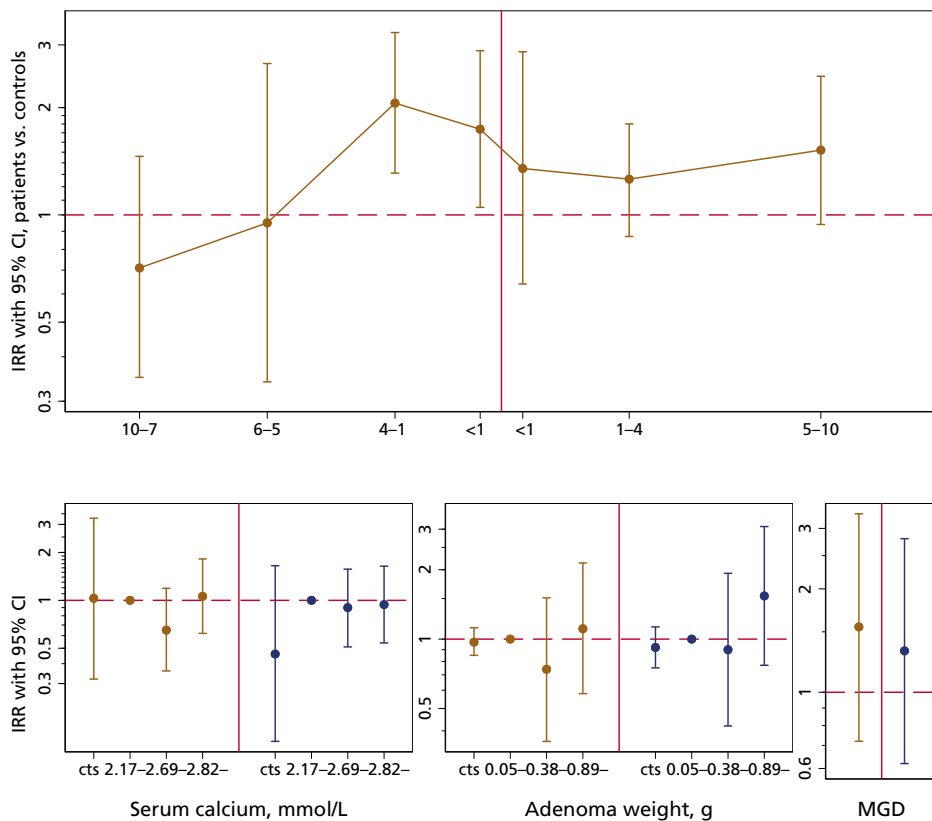 IRR with 95% CI, patients vs. controls
3
2
1
0.5
0.3
10–7
6–5
4–1
<1
<1
1–4
5–10
IRR with 95% CI
3
2
1
0.5
0.3
cts 2.17–2.69–2.82–
cts 2.17–2.69–2.82–
Serum calcium, mmol/L
3
2
1
0.5
cts 0.05–0.38–0.89–
cts 0.05–0.38–0.89–
Adenoma weight, g
3
2
1
0.6
MGD